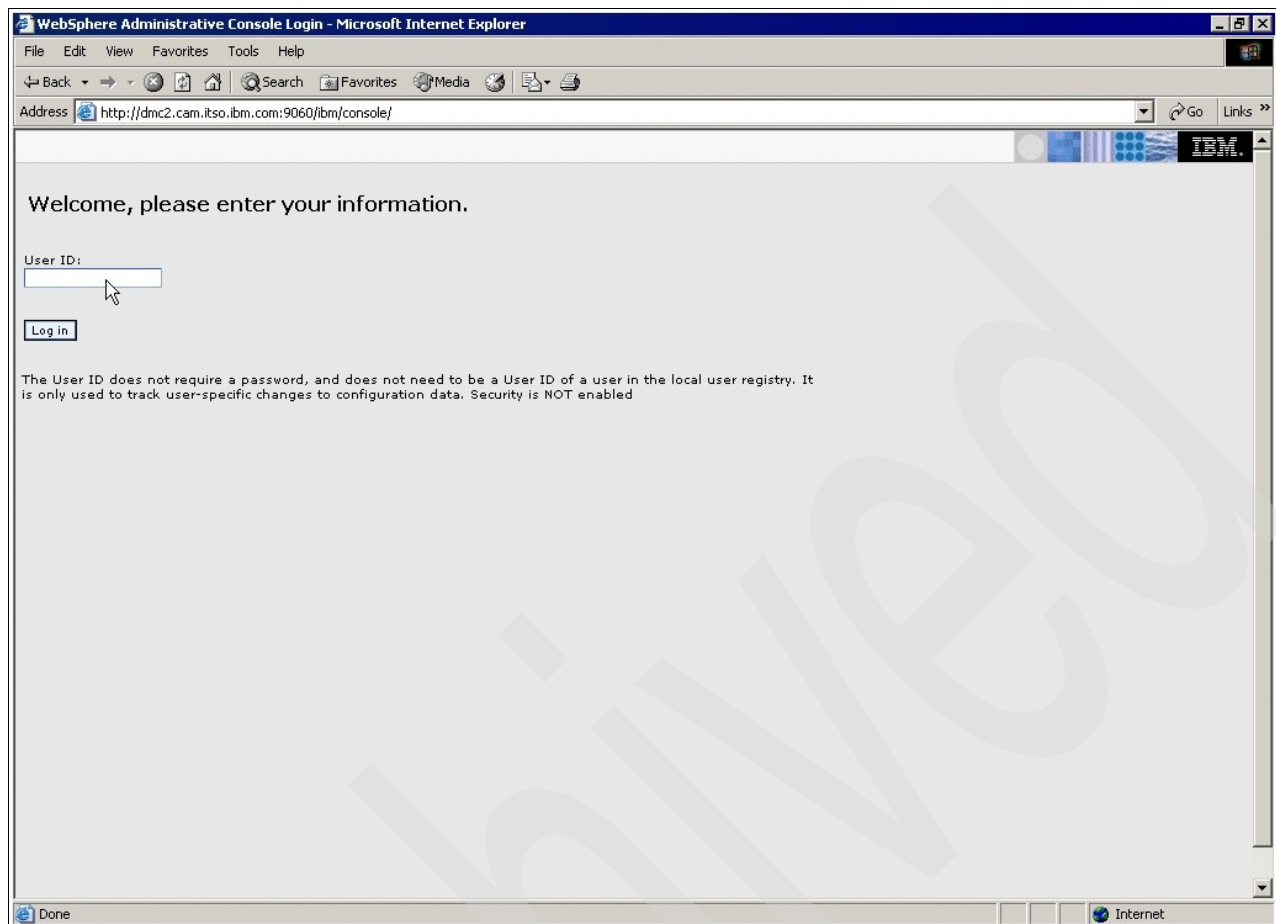 WebSphere Administrative Console Login - Microsoft Internet Explorer
File Edit View Favorites Tools Help
Back Search Favorites Media
Address http://dmc2.cam.itso.ibm.com:9060/ibm/console/ Go Links »
IBM.
Welcome, please enter your information.
User ID:
Log in
The User ID does not require a password, and does not need to be a User ID of a user in the local user registry. It
is only used to track user-specific changes to configuration data. Security is NOT enabled
hived
Done Internet